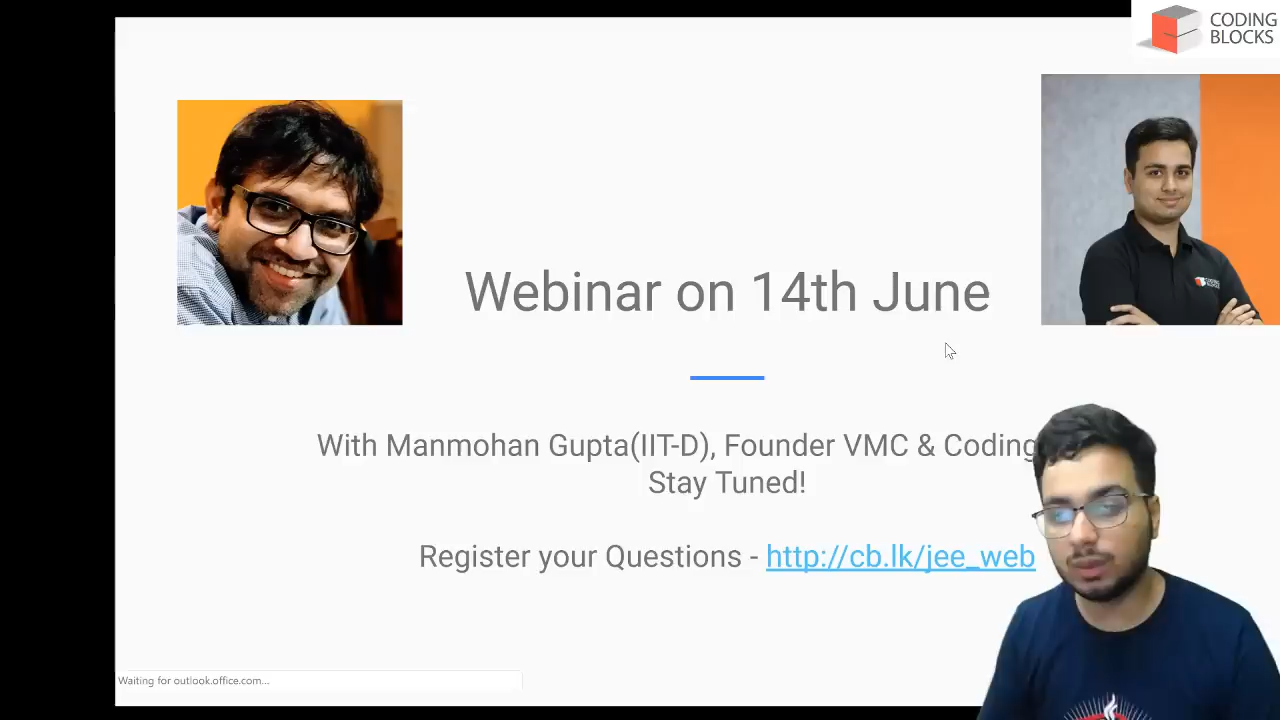 CODING
BLOCKS
Webinar on 14th June
With Manmohan Gupta(IIT-D), Founder VMC & Coding
Stay Tuned!
Register your Questions - http://cb.lk/jee_web
Waiting for outlook.office.com...